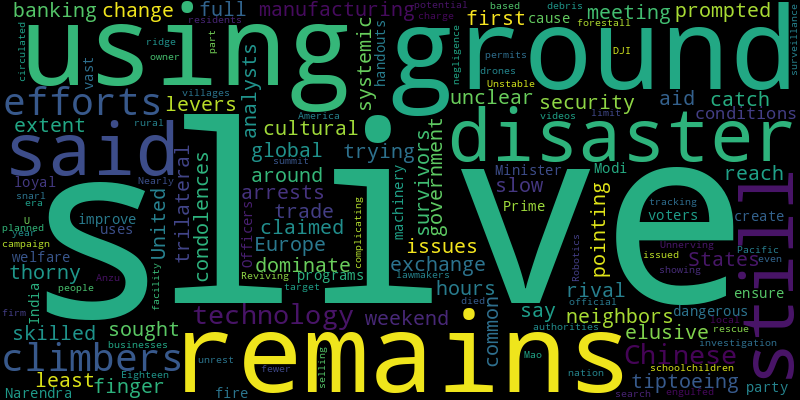 banking change full manufacturing potential charge based debris first cause meeting prompted
using ground
circulated residents ridge owner part vast analysts systemic handouts negligence permits drones Unstable forestall DJI surveillance
efforts levers unclear security aid catch
extent cultural videos limit conditions
said America rural villages disaster
loyal Nearly global summit trying survivors government Minister Modi reach
slive
snarl era U planned year campaign improve uses United trilateral condolences around arrests officers trade claimed machinery slow Prime pointing tracking voters create still
welfare thorny people facility Anzu Europe dominate complicating issues exchange Robotics issued Unnerving States Pacific even showing
India Reviving programs target lawmakers hours rival official dangerous ensure
firm skilled sought businesses technology weekend died common say neighbors authorities elusive local rescue investigation
climbers remains Chinese
least finger unrest Eighteen fewer selling Mao nation schoolchildren tiptoeing
Narendra fire search engulfed party